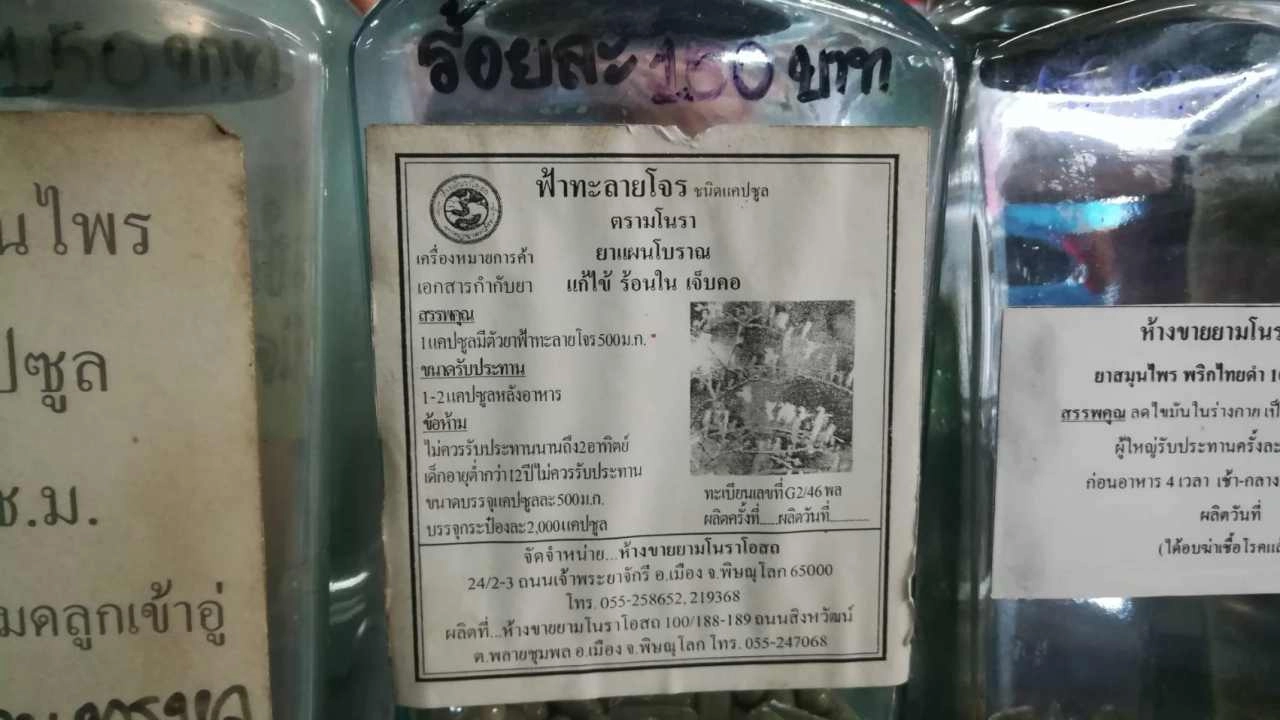 150 บาท
นไพร
ปซูล
ช.ม.
มดลูกเข้าอู่
ร้อยละ 150 บาท
ฟ้าทะลายโจร ชนิดแคปซูล
ตรามโนรา
เครื่องหมายการค้า ยาแผนโบราณ
เอกสารกำกับยา แก้ไข้ ร้อนใน เจ็บคอ
สรรพคุณ
1แคปซูลมีตัวยาฟ้าทะลายโจร500ม.ก.
ขนาดรับประทาน
1-2แคปซูลหลังอาหาร
ข้อห้าม
ไม่ควรรับประทานนานถึง2อาทิตย์
เด็กอายุต่ำกว่า12ปีไม่ควรรับประทาน
ขนาดบรรจุแคปซูลละ500ม.ก.
บรรจุกระป๋องละ2,000แคปซูล
ทะเบียนเลขที่G2/46พล
ผลิตครั้งที่......ผลิตวันที่............
จัดจำหน่าย...ห้างขายยามโนราโอสถ
24/2-3 ถนนเจ้าพระยาจักรี อ.เมือง จ.พิษณุโลก 65000
โทร. 055-258652, 219368
ผลิตที่...ห้างขายยามโนราโอสถ 100/188-189 ถนนสิงหวัฒน์
ต.พลายชุมพล อ.เมือง จ.พิษณุโลก โทร. 055-247068
ห้างขายยามโนร
ยาสมุนไพร พริกไทยดำ
สรรพคุณ ลดไขมันในร่างกาย
ผู้ใหญ่รับประทานครั้งละ
ก่อนอาหาร 4 เวลา เช้า-กลาง
ผลิตวันที่
(ได้อบฆ่าเชื้อโรคแล